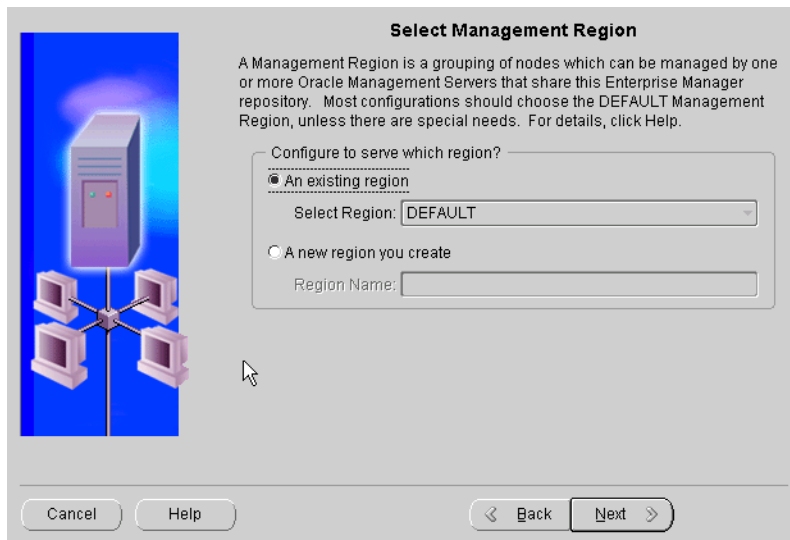 Select Management Region
A Management Region is a grouping of nodes which can be managed by one
or more Oracle Management Servers that share this Enterprise Manager
repository. Most configurations should choose the DEFAULT Management
Region, unless there are special needs. For details, click Help.
Configure to serve which region?
An existing region
Select Region: DEFAULT
A new region you create
Region Name:
Cancel Help Back Next